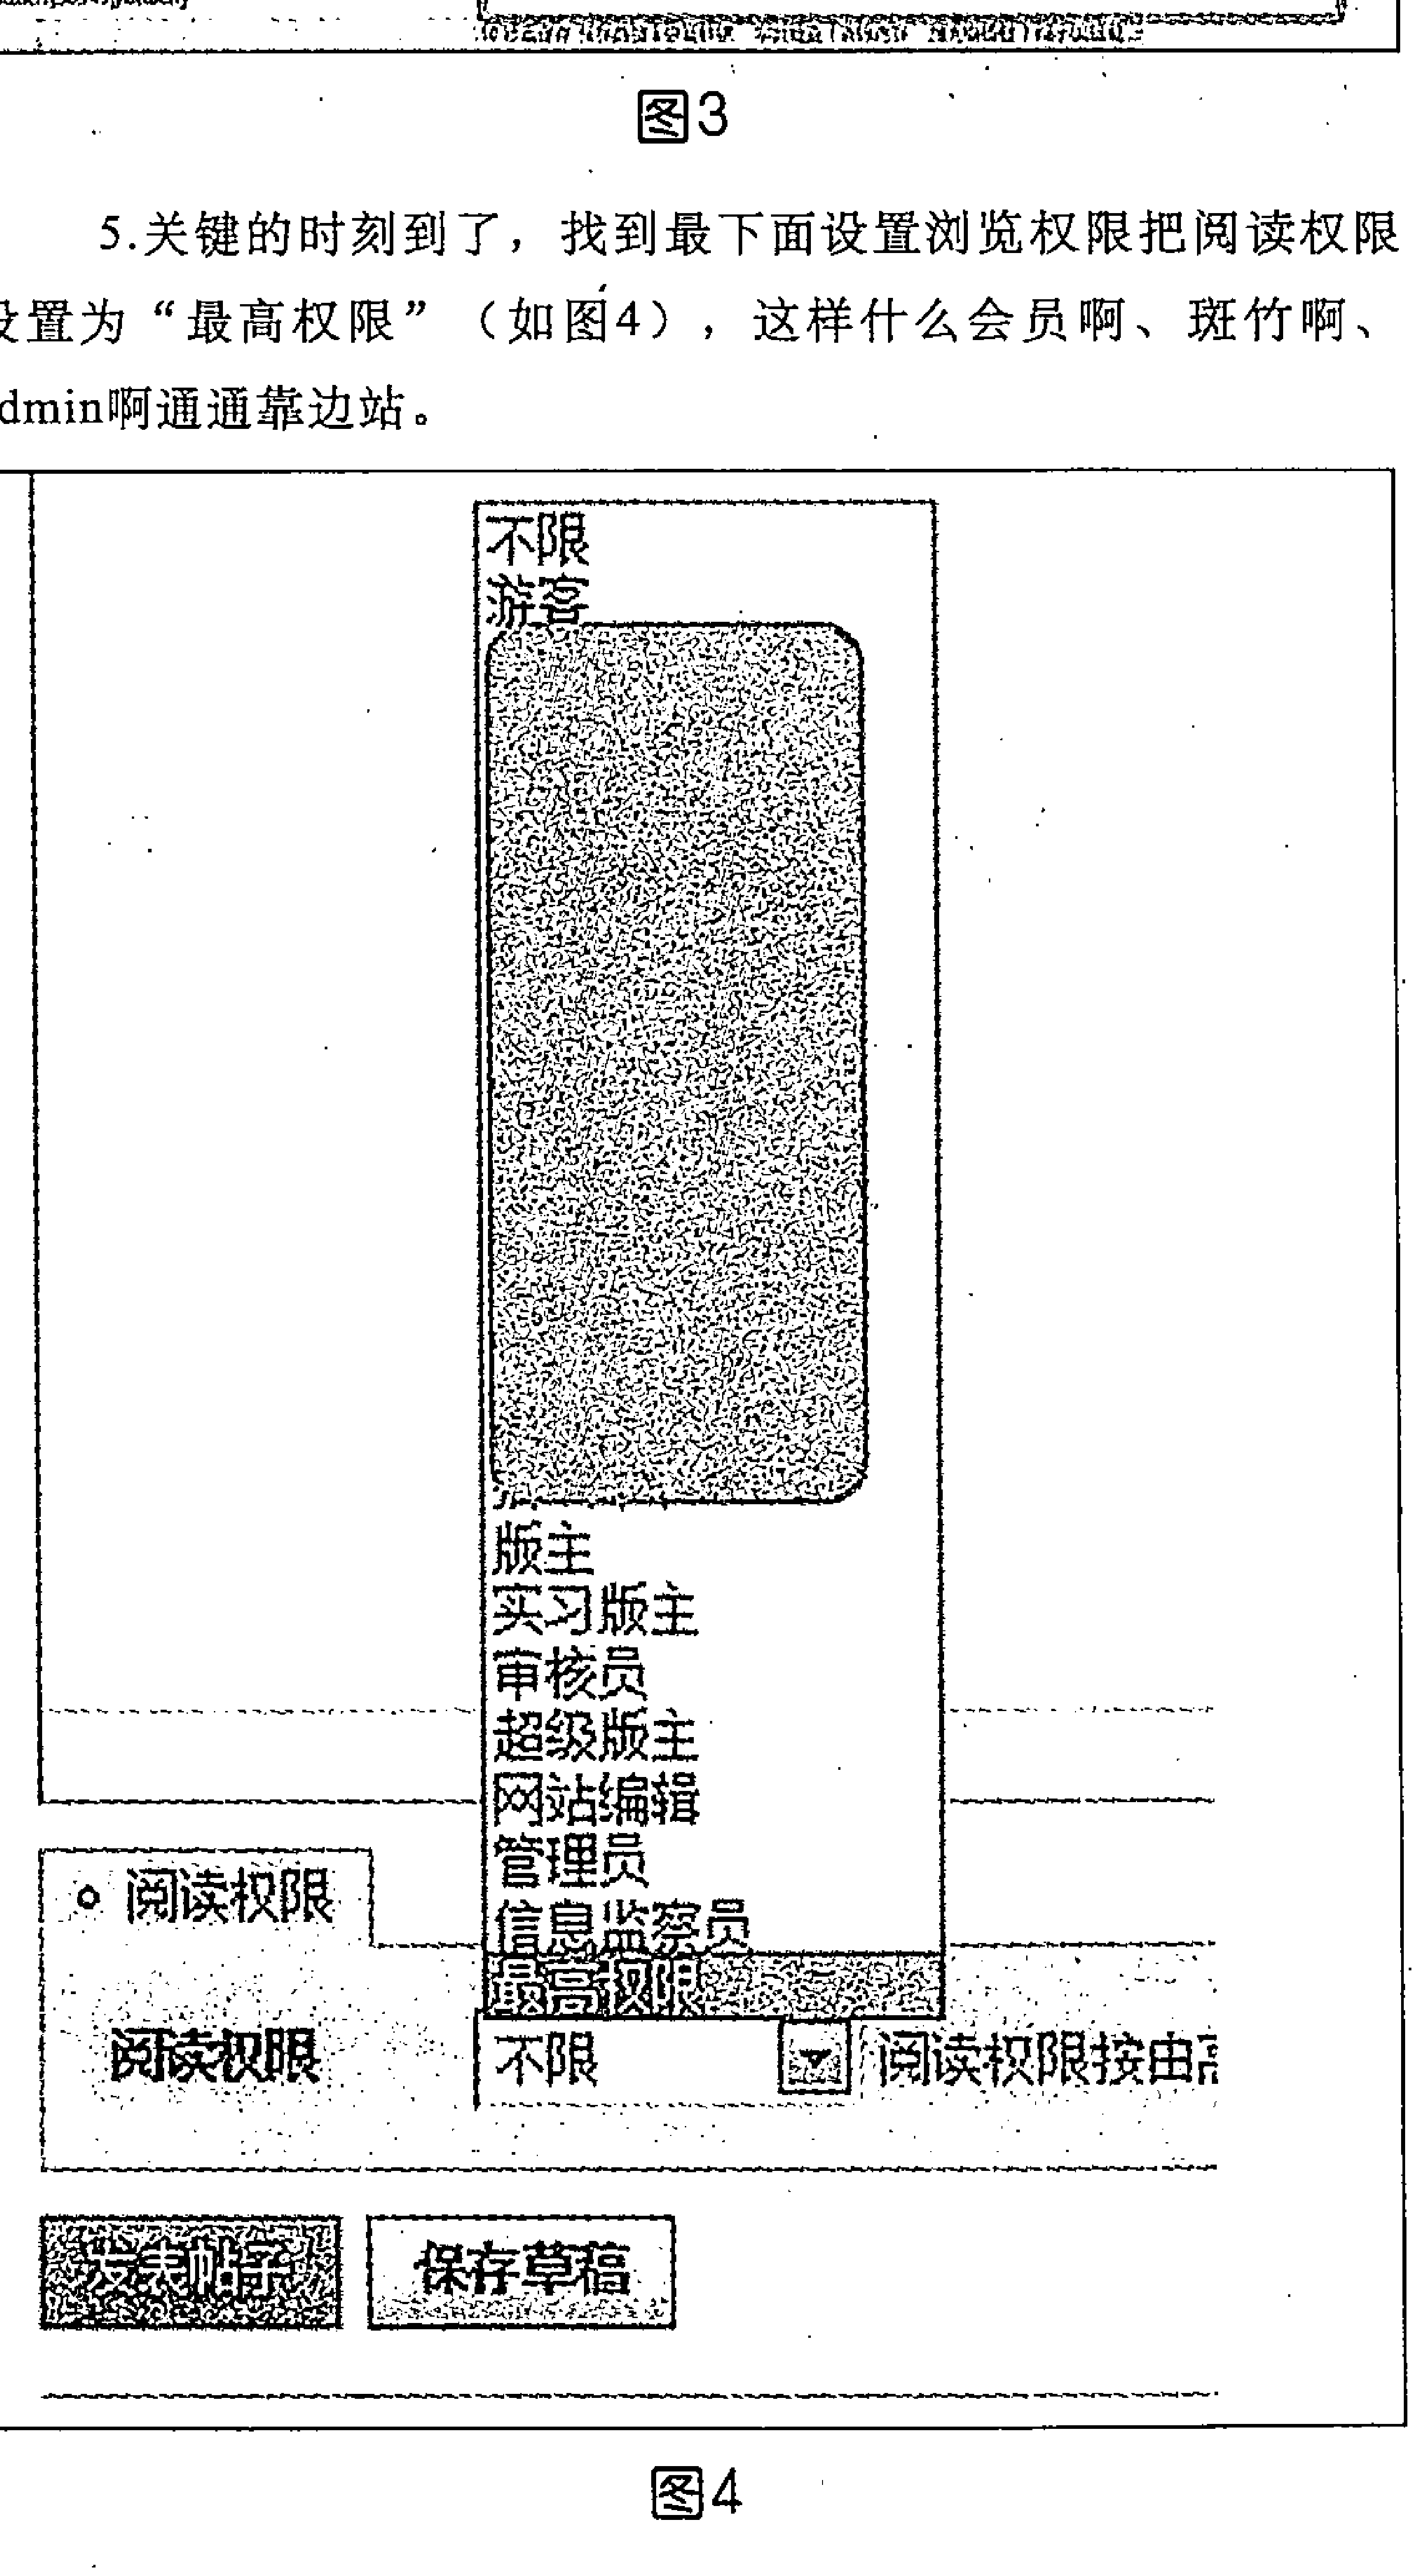 图3
5.关键的时刻到了，找到最下面设置浏览权限把阅读权限
设置为“最高权限”（如图4），这样什么会员啊、斑竹啊、
dmin啊通通靠边站。
不限
游客
版主
实习版主
审核员
超级版主
网站编辑
管理员
信息监察员
最高权限
阅读权限
阅读权限 不限 阅读权限按由
发表帖子 保存草稿
图4